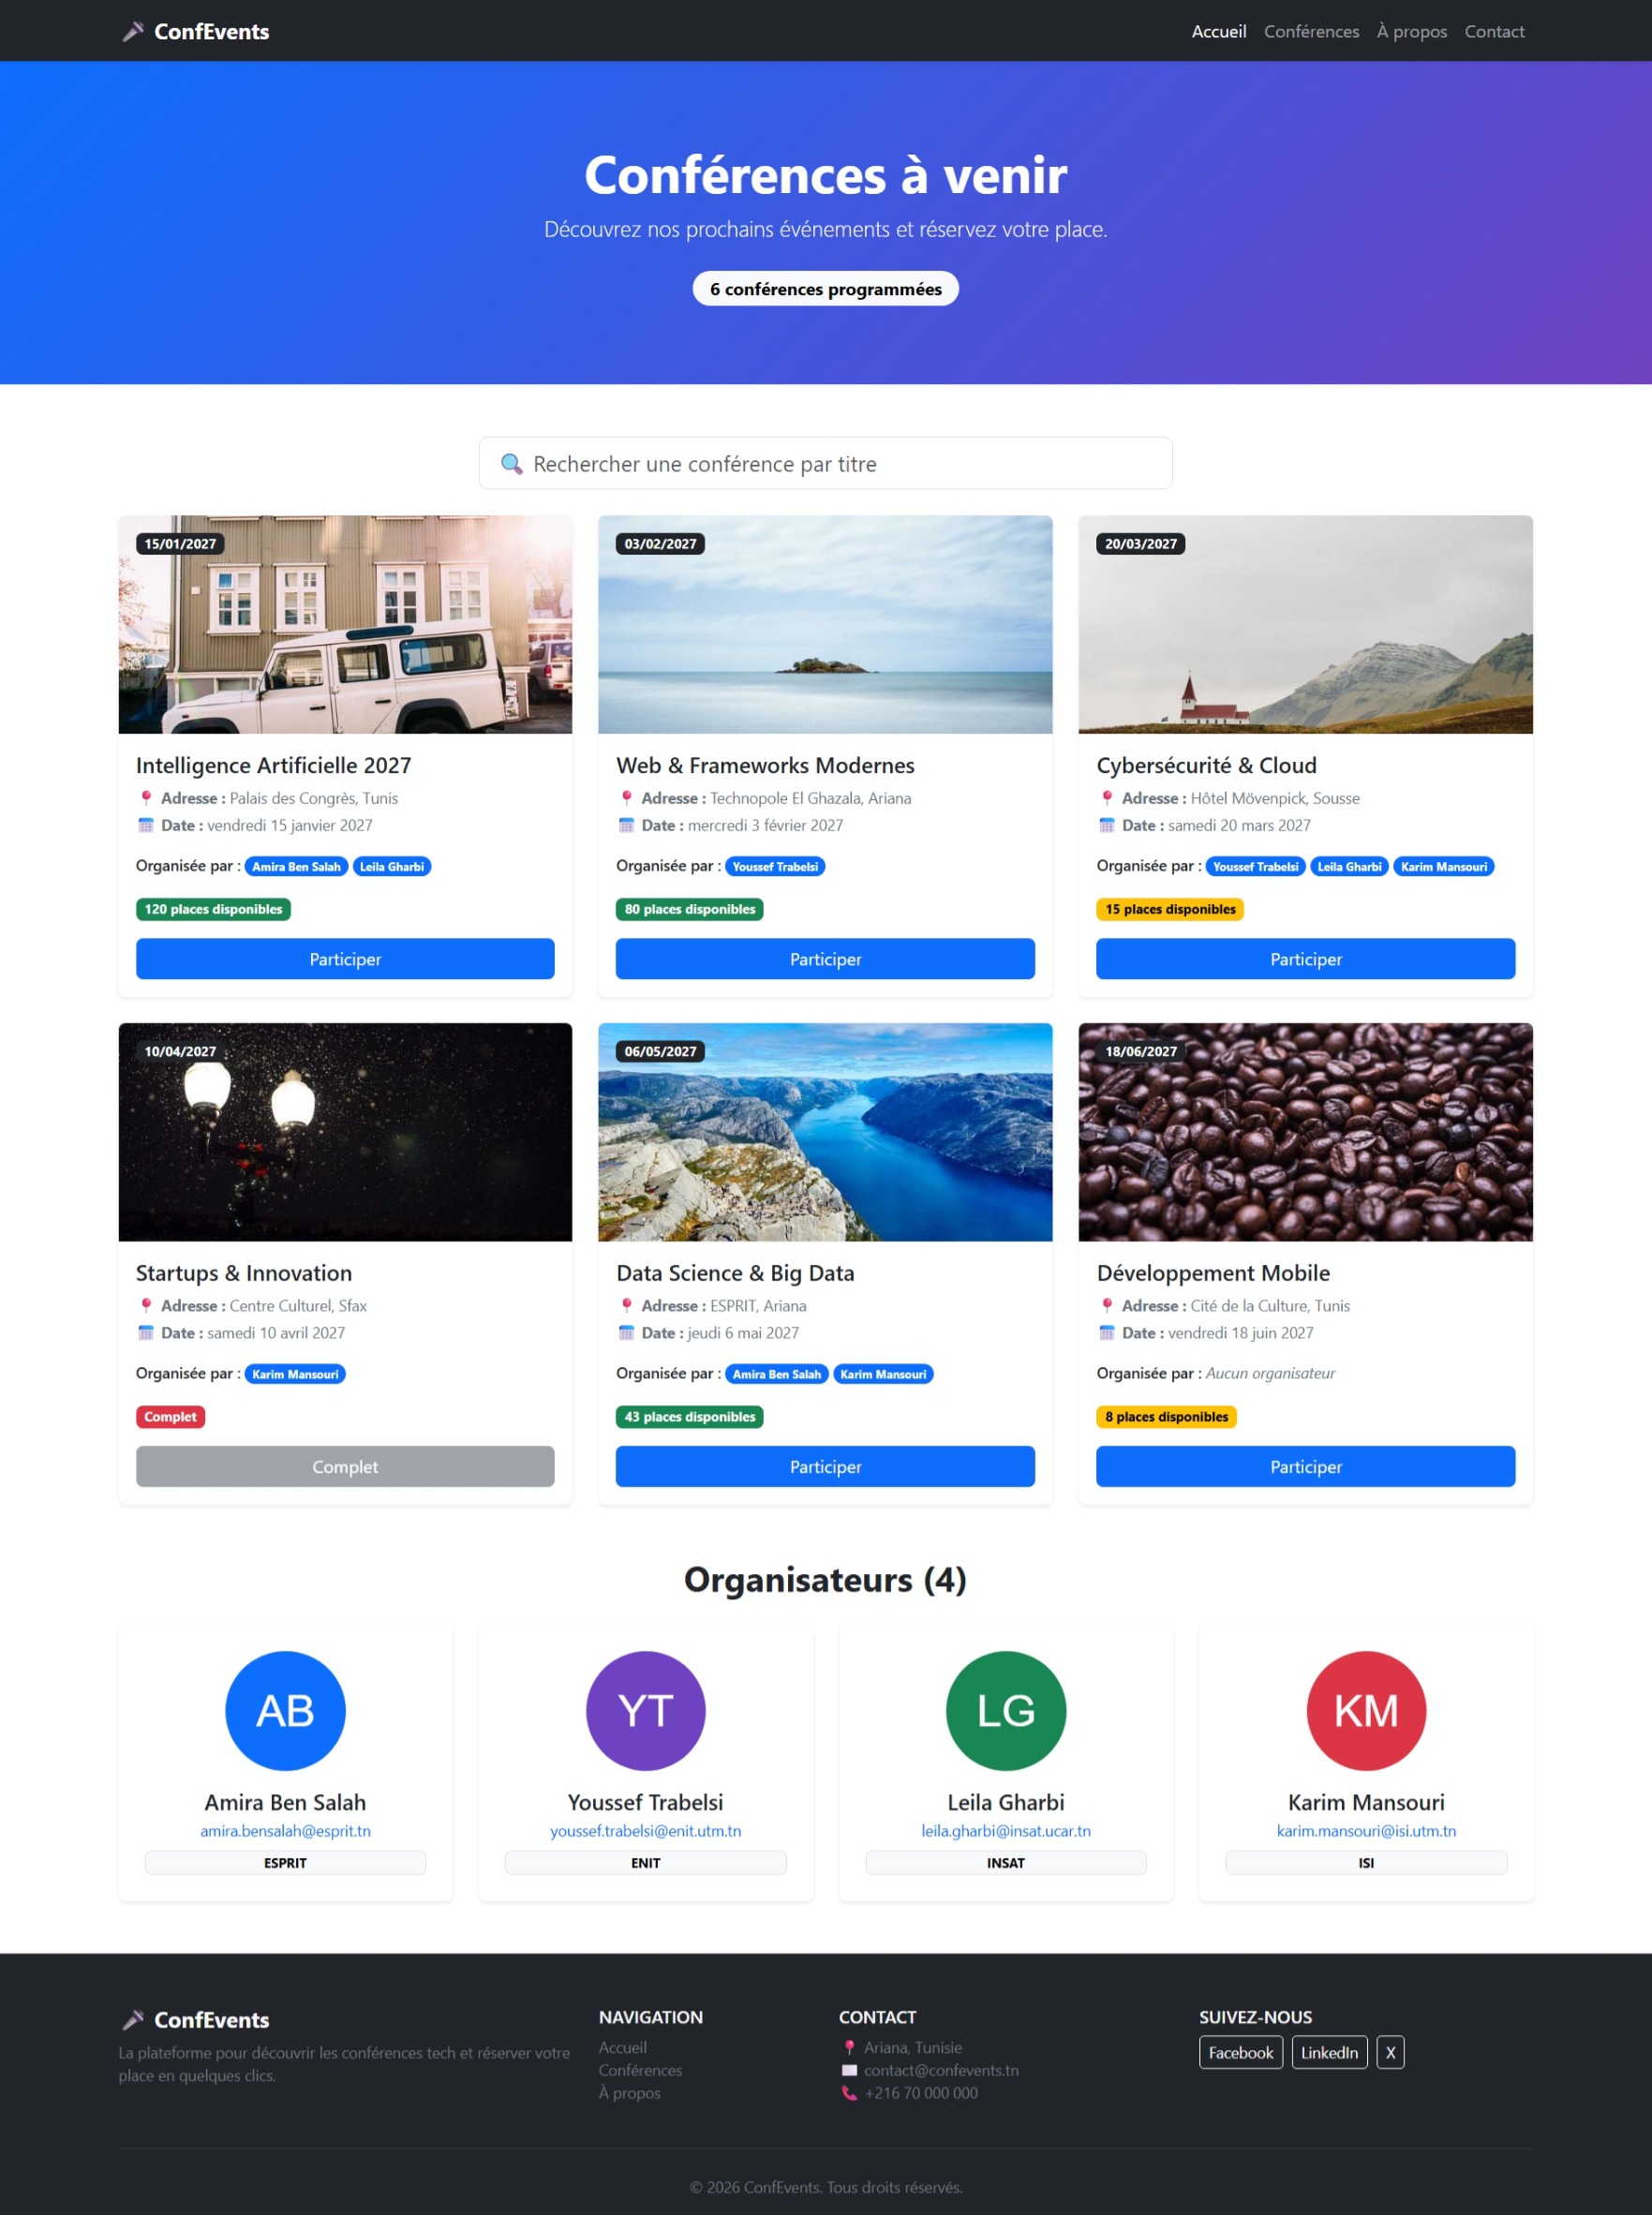 ConfEvents
Accueil Conférences À propos Contact
Conférences à venir
Découvrez nos prochains événements et réservez votre place.
6 conférences programmées
Rechercher une conférence par titre
15/01/2027
Intelligence Artificielle 2027
Adresse : Palais des Congrès, Tunis
Date : vendredi 15 janvier 2027
Organisée par : Amira Ben Salah Leila Gharbi
120 places disponibles
Participer
03/02/2027
Web & Frameworks Modernes
Adresse : Technopole El Ghazala, Ariana
Date : mercredi 3 février 2027
Organisée par : Youssef Trabelsi
80 places disponibles
Participer
20/03/2027
Cybersécurité & Cloud
Adresse : Hôtel Mövenpick, Sousse
Date : samedi 20 mars 2027
Organisée par : Youssef Trabelsi Leila Gharbi Karim Mansouri
15 places disponibles
Participer
10/04/2027
Startups & Innovation
Adresse : Centre Culturel, Sfax
Date : samedi 10 avril 2027
Organisée par : Karim Mansouri
Complet
Complet
06/05/2027
Data Science & Big Data
Adresse : ESPRIT, Ariana
Date : jeudi 6 mai 2027
Organisée par : Amira Ben Salah Karim Mansouri
43 places disponibles
Participer
18/06/2027
Développement Mobile
Adresse : Cité de la Culture, Tunis
Date : vendredi 18 juin 2027
Organisée par : Aucun organisateur
8 places disponibles
Participer
Organisateurs (4)
AB
Amira Ben Salah
amira.bensalah@esprit.tn
ESPRIT
YT
Youssef Trabelsi
youssef.trabelsi@enit.utm.tn
ENIT
LG
Leila Gharbi
leila.gharbi@insat.ucar.tn
INSAT
KM
Karim Mansouri
karim.mansouri@isi.utm.tn
ISI
ConfEvents
La plateforme pour découvrir les conférences tech et réserver votre
place en quelques clics.
NAVIGATION
Accueil
Conférences
À propos
CONTACT
Ariana, Tunisie
contact@confevents.tn
+216 70 000 000
SUIVEZ-NOUS
Facebook LinkedIn X
© 2026 ConfEvents. Tous droits réservés.